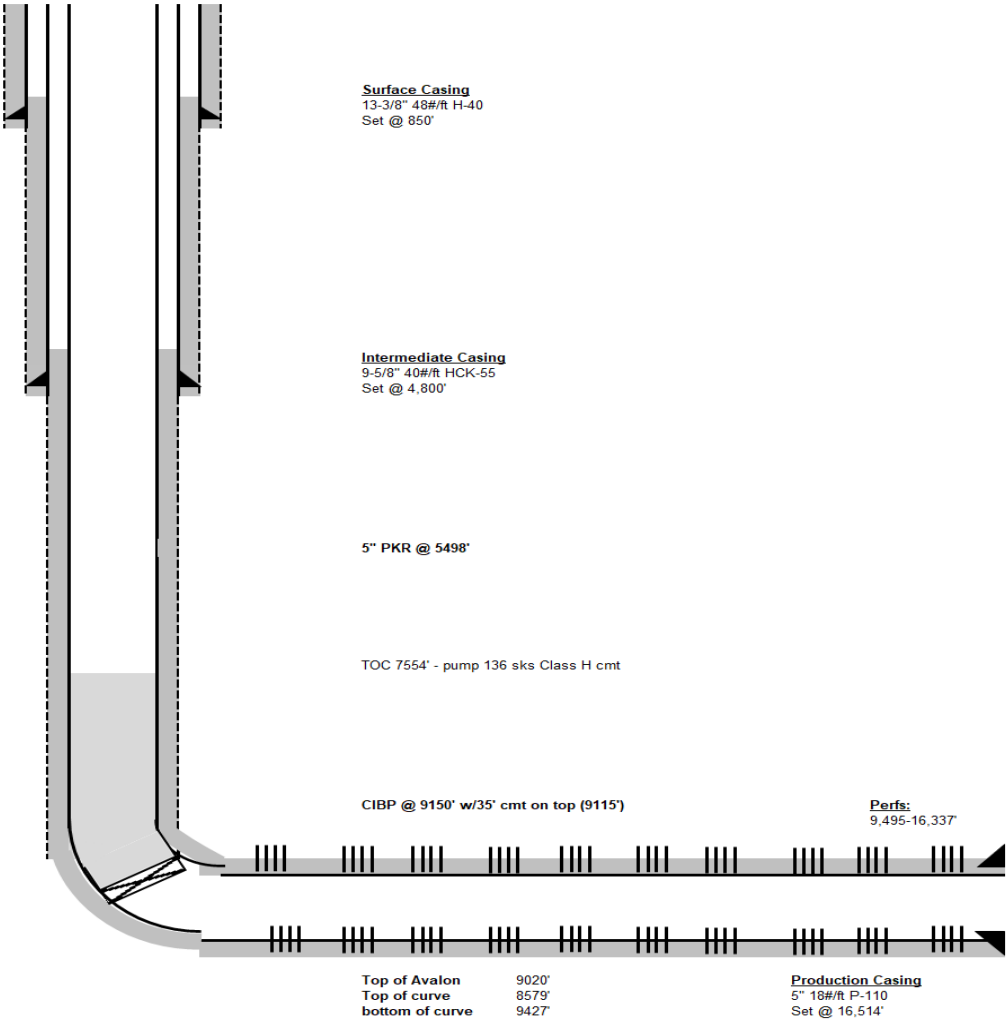 Surface Casing
13-3/8" 48#/ft H-40
Set @ 850'
Intermediate Casing
9-5/8" 40#/ft HCK-55
Set @ 4,800'
5" PKR @ 5498'
TOC 7554' - pump 136 sks Class H cmt
CIBP @ 9150' w/35' cmt on top (9115')
Perfs:
9,495-16,337'
Top of Avalon 9020'
Top of curve 8579'
bottom of curve 9427'
Production Casing
5" 18#/ft P-110
Set @ 16,514'